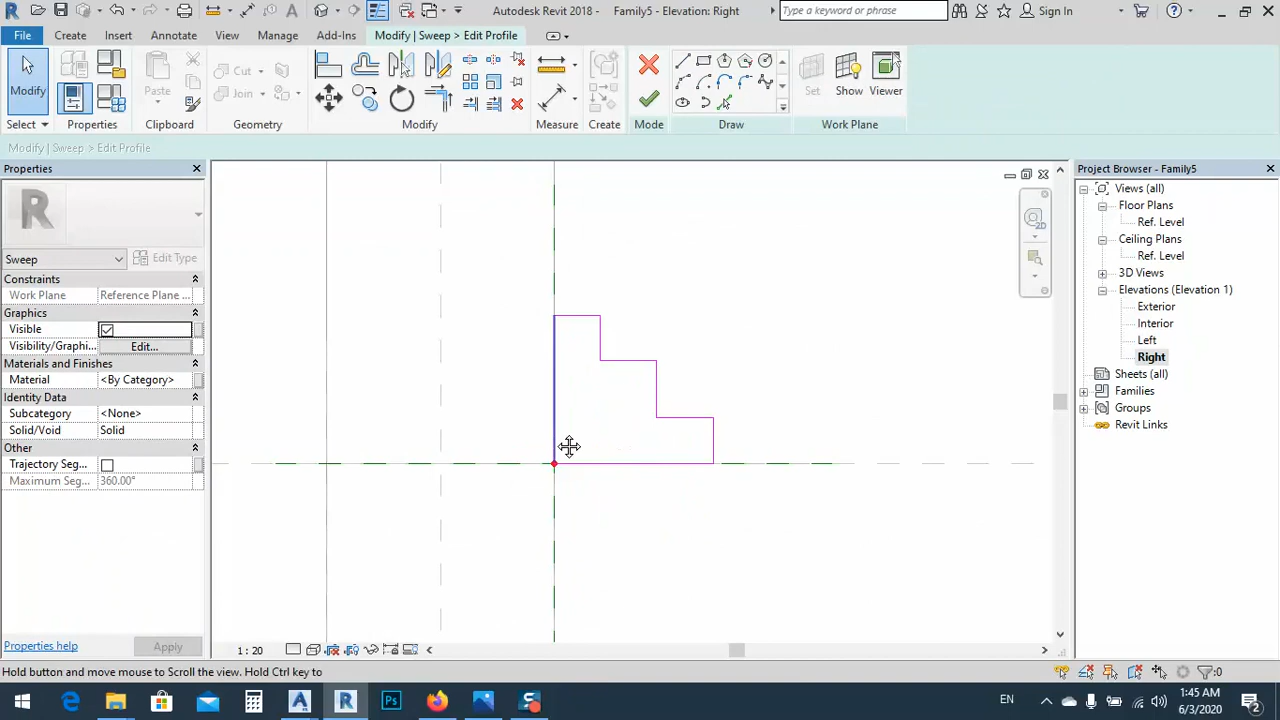 Autodesk Revit 2018 - Family5 - Elevation: Right
Type a keyword or phrase
Sign In
File Create Insert Annotate View Manage Add-Ins Modify | Sweep > Edit Profile
Modify Paste Cut Join Set Show Viewer
Select Properties Clipboard Geometry Modify Measure Create Mode Draw Work Plane
Modify | Sweep > Edit Profile
Properties
Sweep Edit Type
Constraints
Work Plane Reference Plane ...
Graphics
Visible
Visibility/Graphi... Edit...
Materials and Finishes
Material <By Category>
Identity Data
Subcategory <None>
Solid/Void Solid
Other
Trajectory Seg...
Maximum Seg... 360.00°
Properties help Apply
2D
Project Browser - Family5
Views (all)
Floor Plans
Ref. Level
Ceiling Plans
Ref. Level
3D Views
Elevations (Elevation 1)
Exterior
Interior
Left
Right
Sheets (all)
Families
Groups
Revit Links
1 : 20
Hold button and move mouse to Scroll the view. Hold Ctrl key to
:0
Ps
EN
1:45 AM
6/3/2020
2